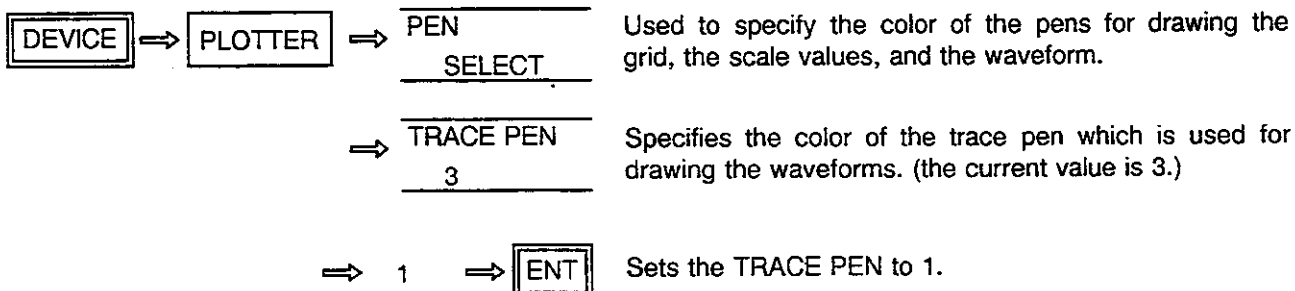 DEVICE ⇒ PLOTTER ⇒ PEN Used to specify the color of the pens for drawing the
SELECT grid, the scale values, and the waveform.
⇒ TRACE PEN Specifies the color of the trace pen which is used for
3 drawing the waveforms. (the current value is 3.)
⇒ 1 ⇒ ENT Sets the TRACE PEN to 1.